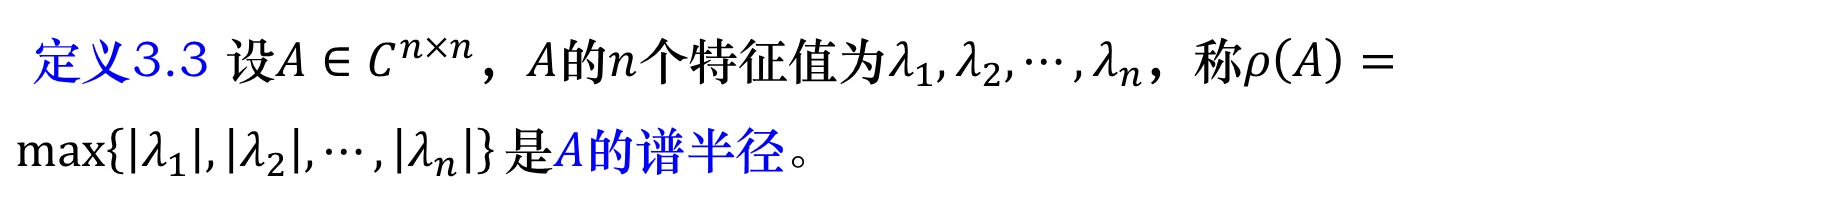 定义3.3 设A ∈ C^{n×n}，A的n个特征值为λ₁, λ₂, ⋯, λₙ，称ρ(A) =
max{|λ₁|, |λ₂|, ⋯, |λₙ|} 是A的谱半径。